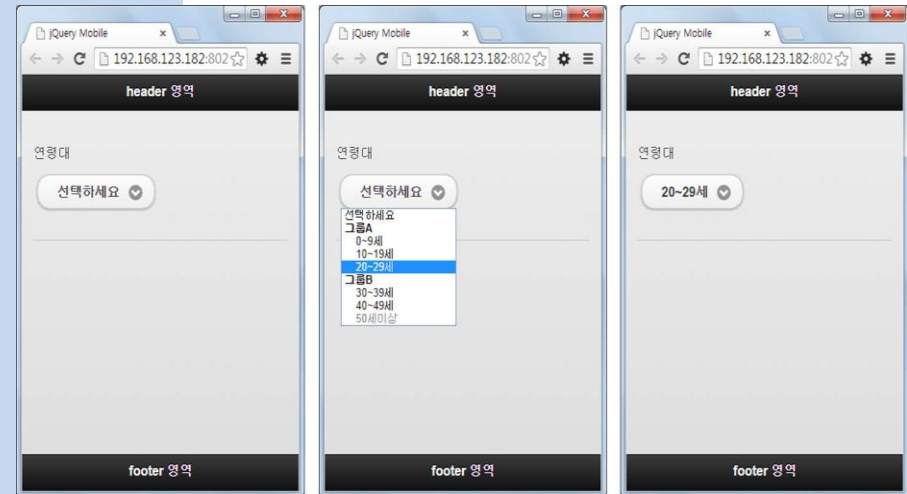 jQuery Mobile
192.168.123.182:802
header 영역
연령대
선택하세요
footer 영역
jQuery Mobile
192.168.123.182:802
header 영역
연령대
선택하세요
선택하세요
그룹A
0~9세
10~19세
20~29세
그룹B
30~39세
40~49세
50세이상
footer 영역
jQuery Mobile
192.168.123.182:802
header 영역
연령대
20~29세
footer 영역